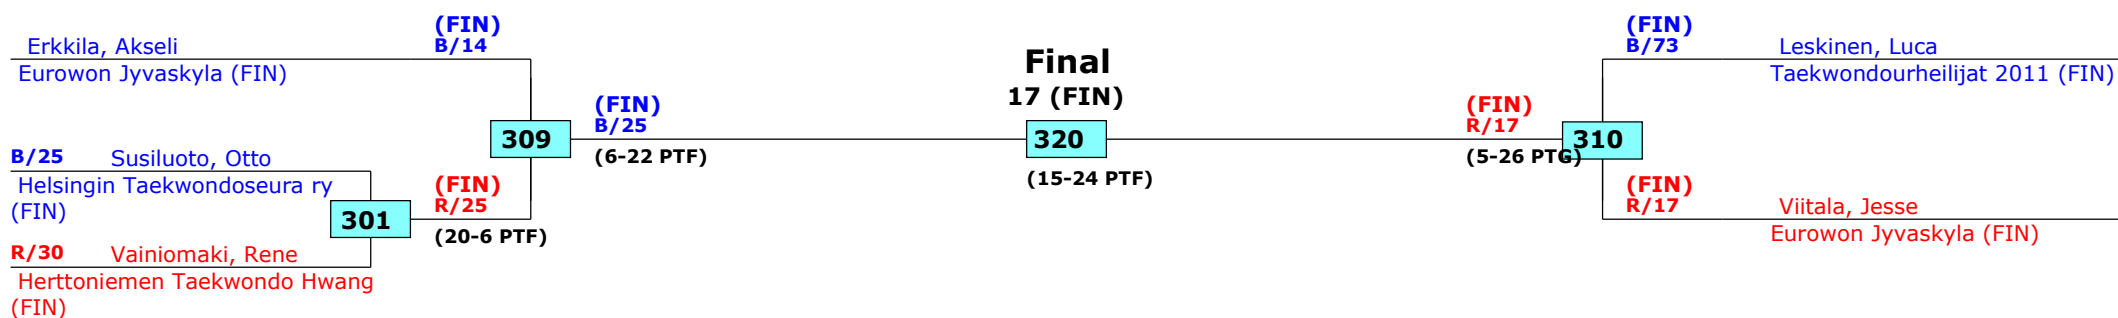 (FIN)
B/14
Erkkila, Akseli
Eurowon Jyvaskyla (FIN)
B/25 Susiluoto, Otto
Helsingin Taekwondoseura ry
(FIN)
R/30 Vainiomaki, Rene
Herttoniemen Taekwondo Hwang
(FIN)
301
(FIN)
R/25
(20-6 PTF)
309
(FIN)
B/25
(6-22 PTF)
Final
17 (FIN)
320
(15-24 PTF)
(FIN)
R/17
(5-26 PTG)
310
(FIN)
B/73
Leskinen, Luca
Taekwondourheilijat 2011 (FIN)
(FIN)
R/17
Viitala, Jesse
Eurowon Jyvaskyla (FIN)